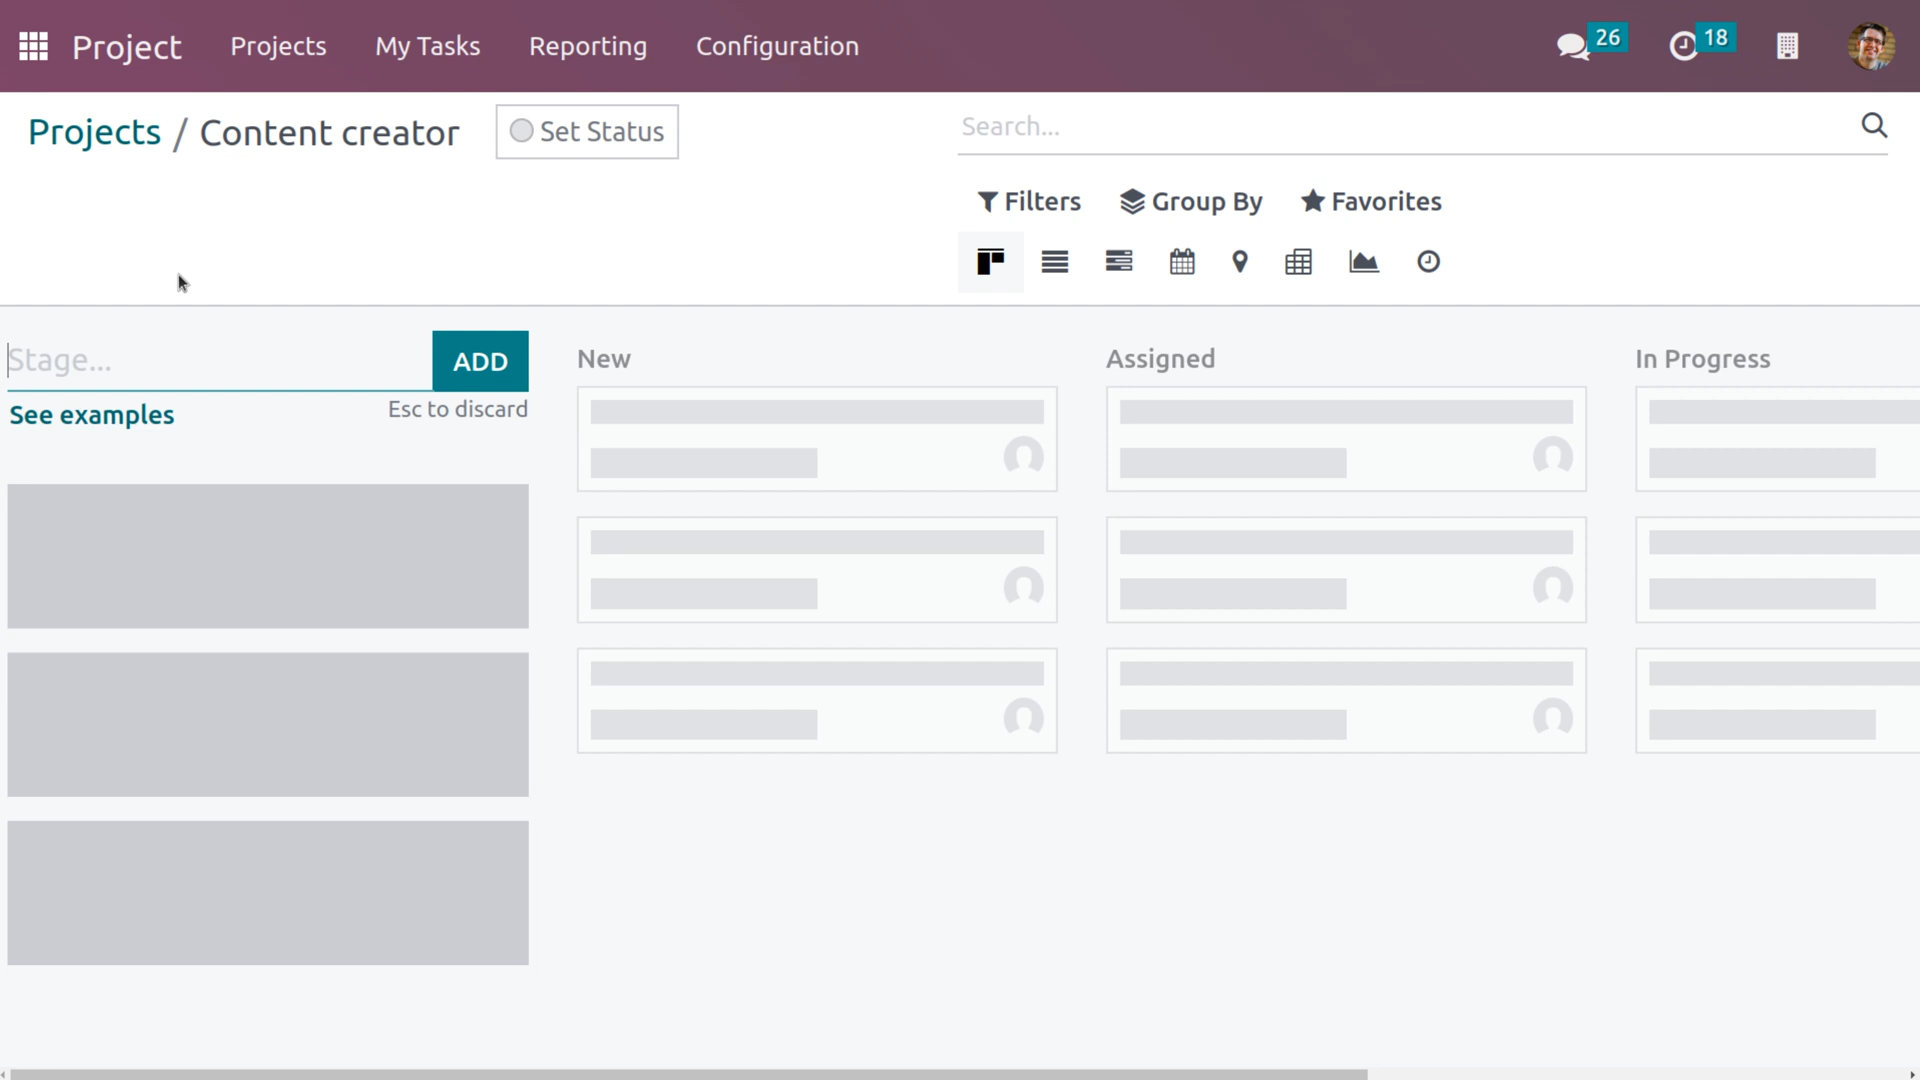 Project Projects My Tasks Reporting Configuration 26 18
Projects / Content creator Set Status Search...
Filters Group By Favorites
Stage... ADD New Assigned In Progress
See examples Esc to discard